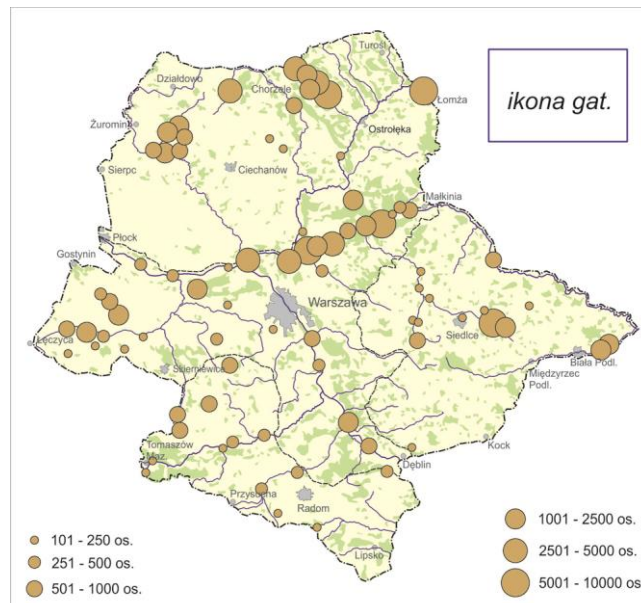 Turośl
Działdowo
Chorzele
ikona gat.
Łomża
Żuromin
Ostrołęka
Ciechanów
Sierpc
Małkinia
Płock
Gostynin
Warszawa
Łęczyca
Siedlce
Skierniewice
Biała Podl.
Międzyrzec
Podl.
Tomaszów
Maz.
Kock
Dęblin
Przysucha
Radom
Lipsko
101 - 250 os.
251 - 500 os.
501 - 1000 os.
1001 - 2500 os.
2501 - 5000 os.
5001 - 10000 os.